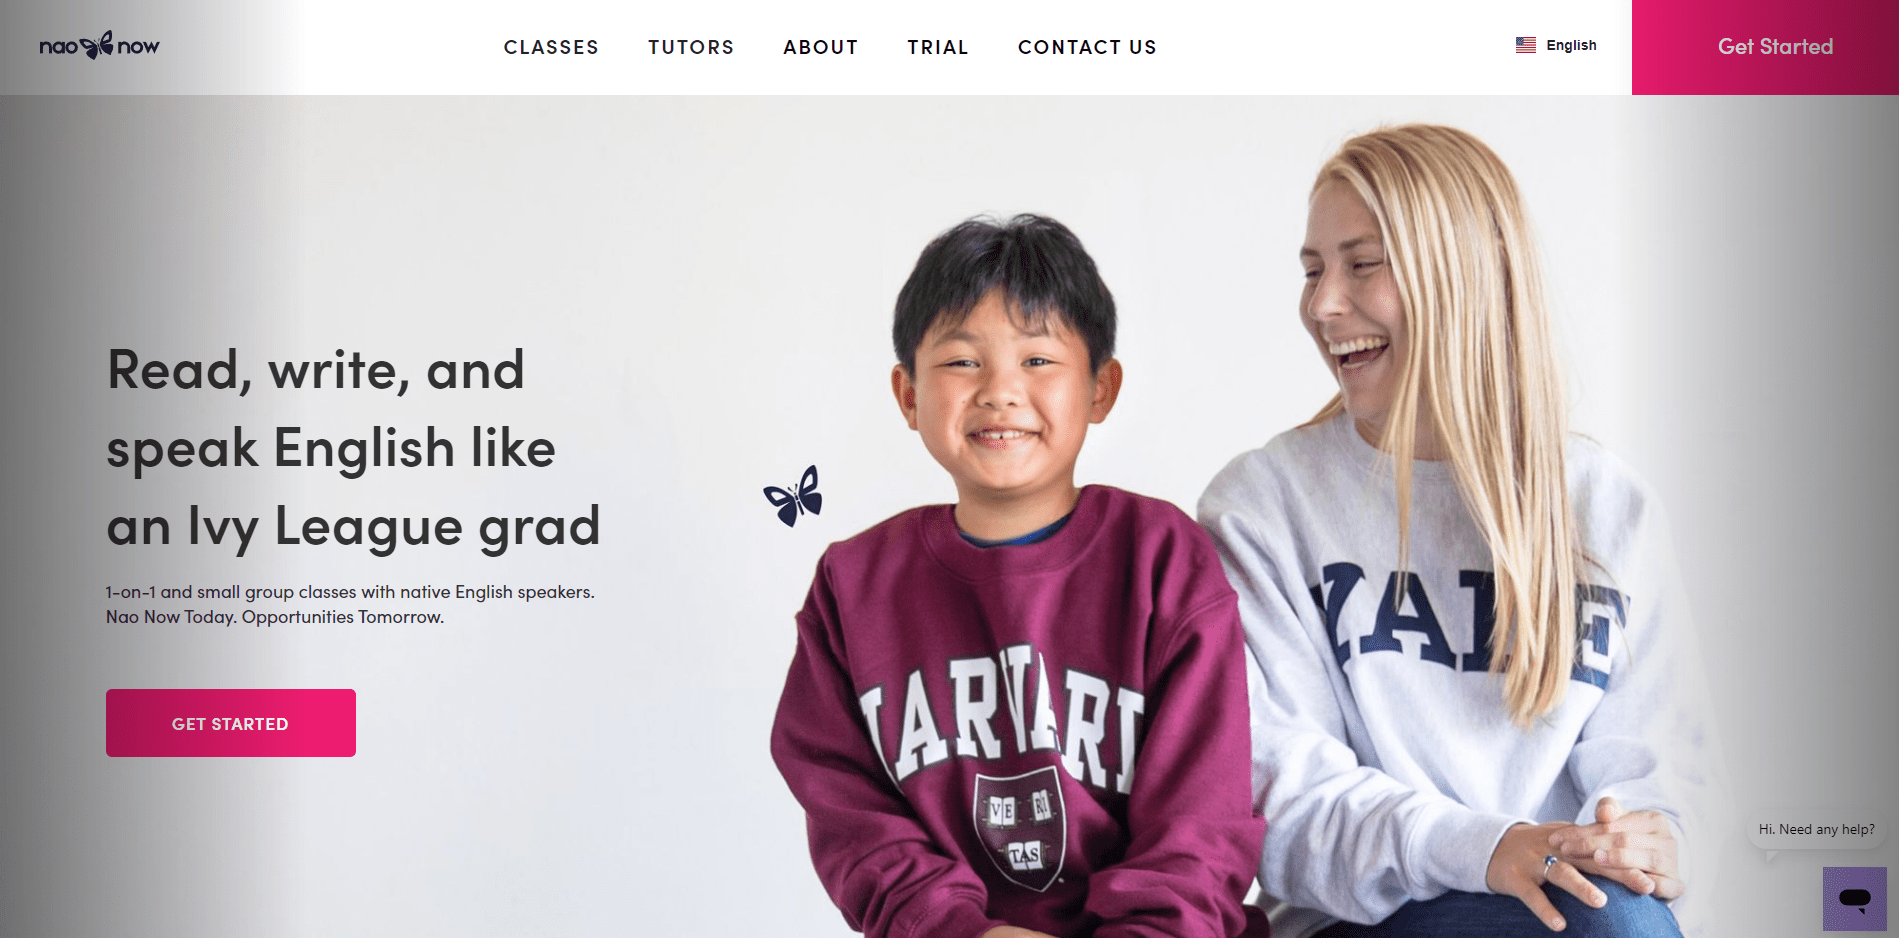 nao now
CLASSES
TUTORS
ABOUT
TRIAL
CONTACT US
English
Get Started
Read, write, and
speak English like
an Ivy League grad
1-on-1 and small group classes with native English speakers.
Nao Now Today. Opportunities Tomorrow.
GET STARTED
HARVARD
VE RI
TAS
YALE
Hi. Need any help?